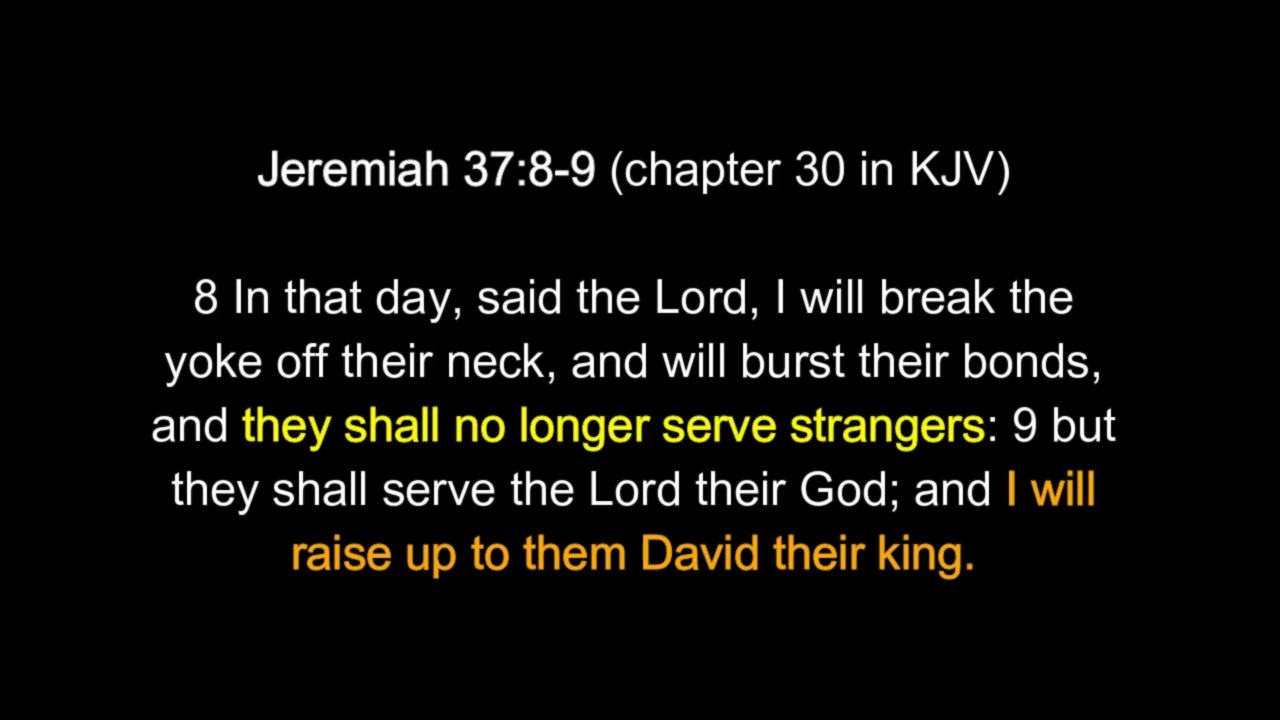 Jeremiah 37:8-9 (chapter 30 in KJV)
8 In that day, said the Lord, I will break the
yoke off their neck, and will burst their bonds,
and they shall no longer serve strangers: 9 but
they shall serve the Lord their God; and I will
raise up to them David their king.